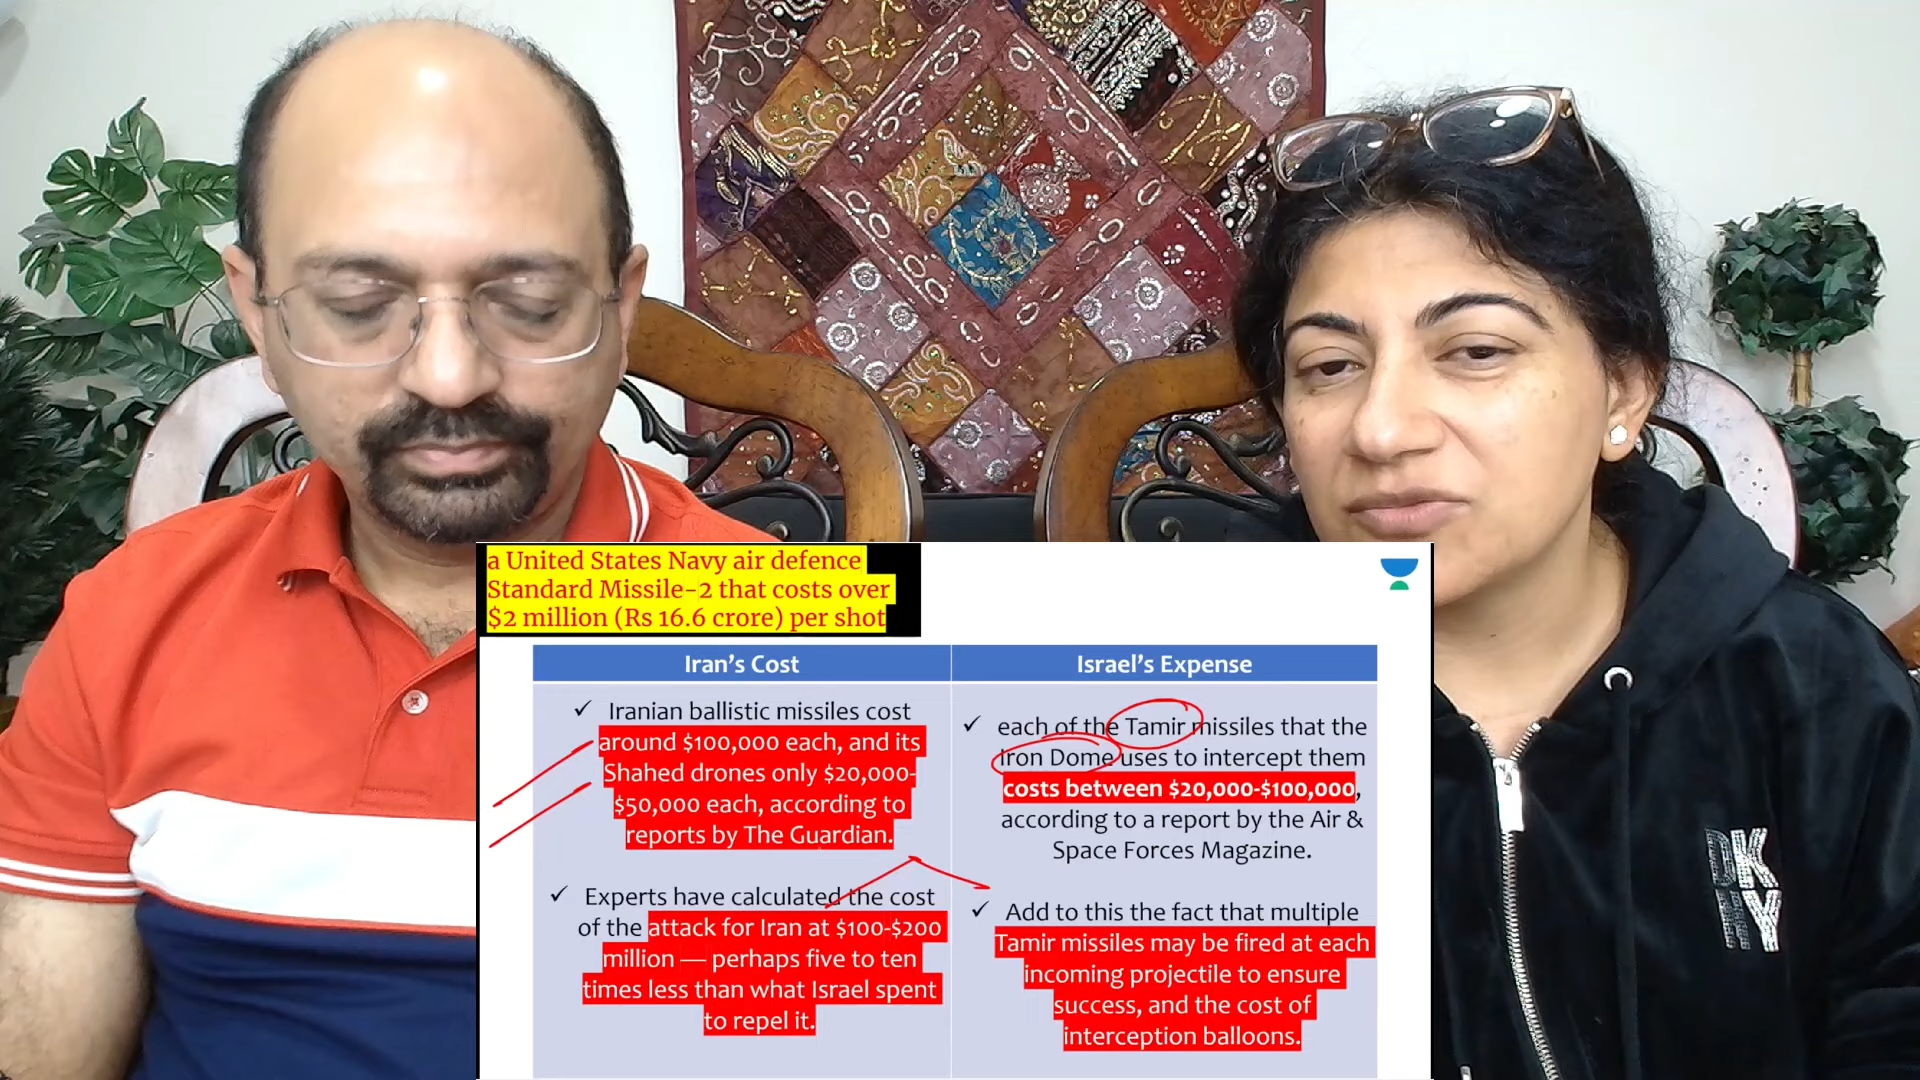 a United States Navy air defence
Standard Missile-2 that costs over
$2 million (Rs 16.6 crore) per shot
Iran's Cost
Israel's Expense
✓ Iranian ballistic missiles cost
around $100,000 each, and its
Shahed drones only $20,000-
$50,000 each, according to
reports by The Guardian.
✓ Experts have calculated the cost
of the attack for Iran at $100-$200
million — perhaps five to ten
times less than what Israel spent
to repel it.
✓ each of the Tamir missiles that the
Iron Dome uses to intercept them
costs between $20,000-$100,000,
according to a report by the Air &
Space Forces Magazine.
✓ Add to this the fact that multiple
Tamir missiles may be fired at each
incoming projectile to ensure
success, and the cost of
interception balloons.
DK
NY